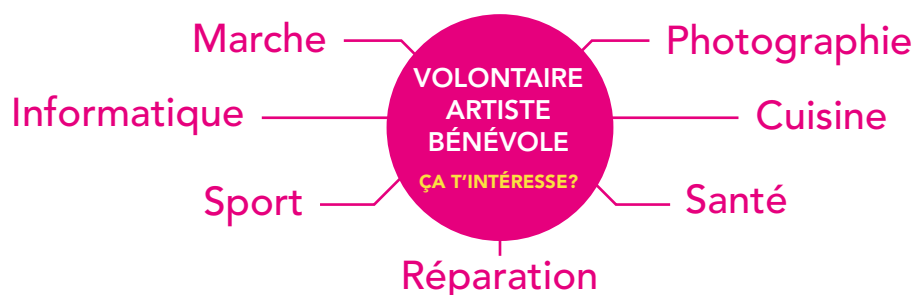 Marche
Photographie
VOLONTAIRE
ARTISTE
BÉNÉVOLE
ÇA T'INTÉRESSE?
Informatique
Cuisine
Sport
Santé
Réparation